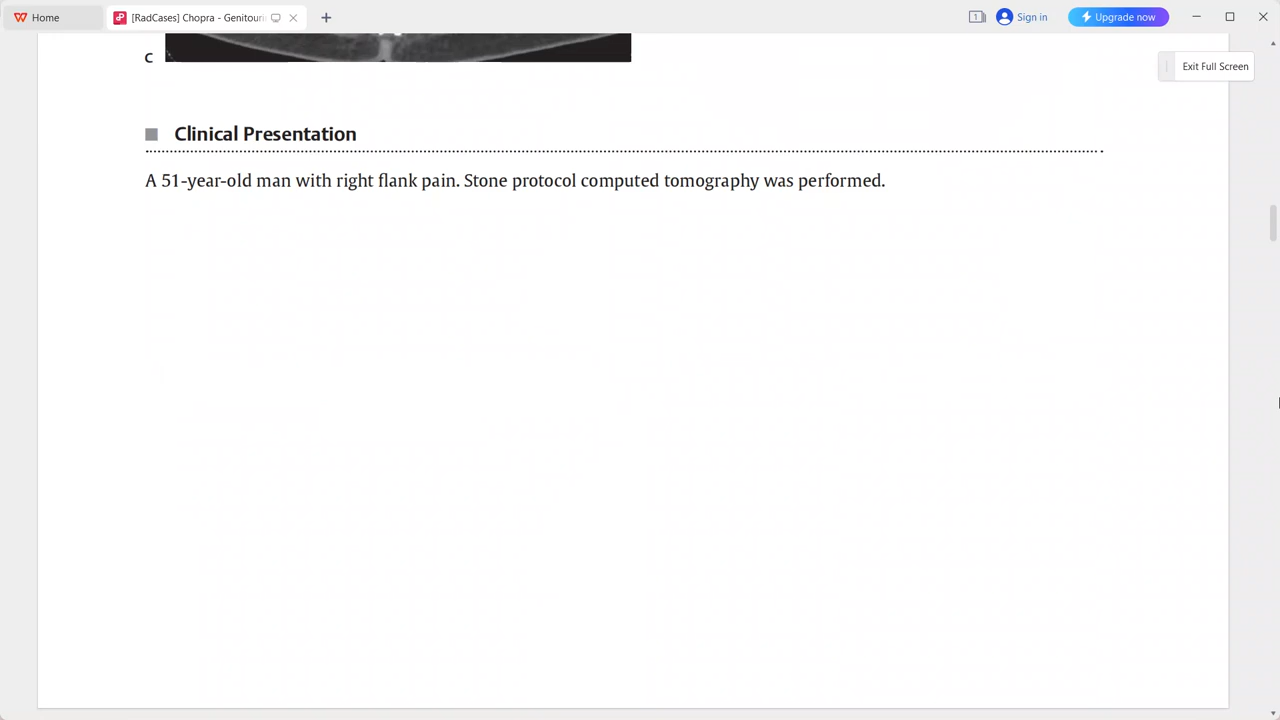 Home
[RadCases] Chopra - Genitouri
1
Sign in
Upgrade now
Exit Full Screen
C
Clinical Presentation
A 51-year-old man with right flank pain. Stone protocol computed tomography was performed.